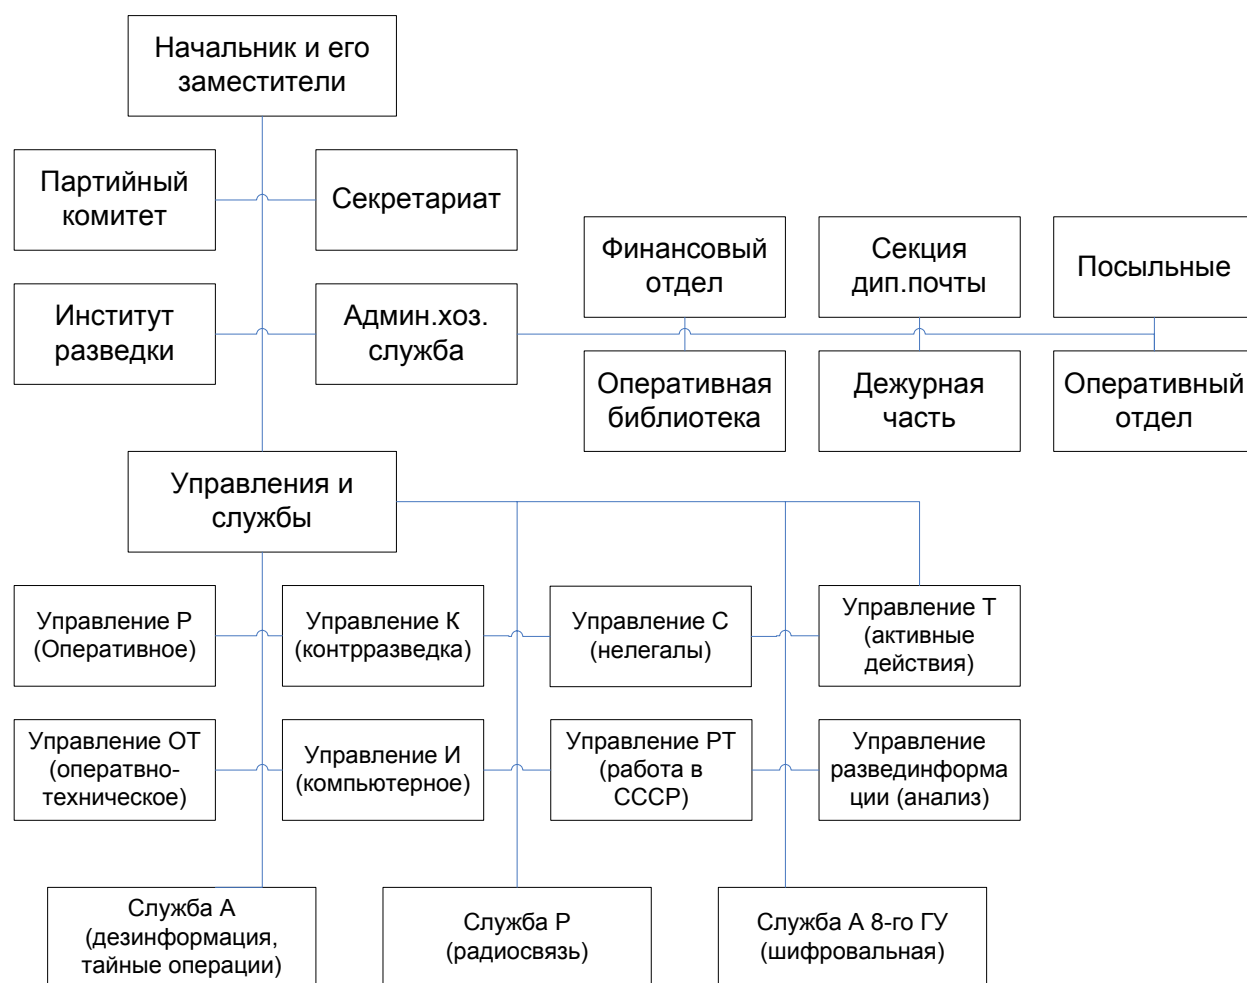 Начальник и его
заместители
Партийный
комитет
Секретариат
Финансовый
отдел
Секция
дип.почты
Посыльные
Институт
разведки
Админ.хоз.
служба
Оперативная
библиотека
Дежурная
часть
Оперативный
отдел
Управления и
службы
Управление Р
(Оперативное)
Управление К
(контрразведка)
Управление С
(нелегалы)
Управление Т
(активные
действия)
Управление ОТ
(оператвно-
техническое)
Управление И
(компьютерное)
Управление РТ
(работа в
СССР)
Управление
развединформа
ции (анализ)
Служба А
(дезинформация,
тайные операции)
Служба Р
(радиосвязь)
Служба А 8-го ГУ
(шифровальная)